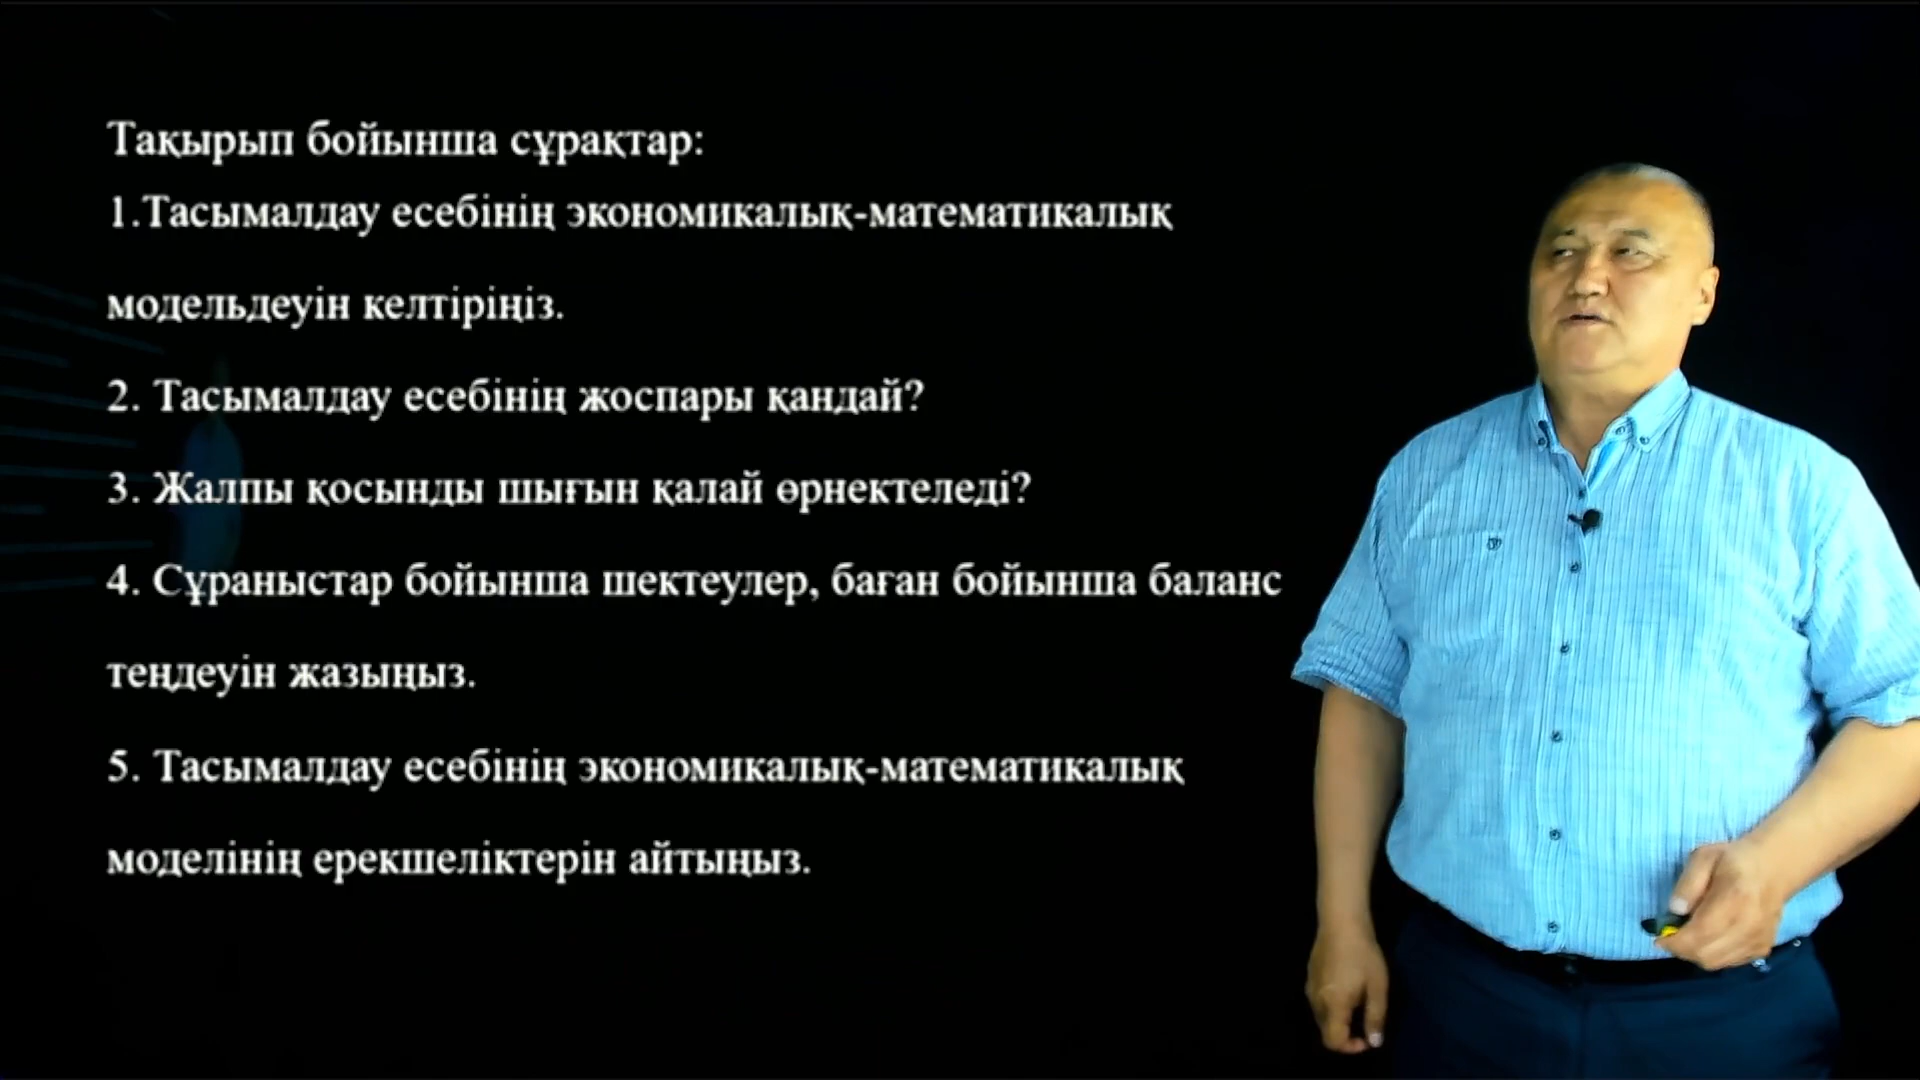 Тақырып бойынша сұрақтар:
1.Тасымалдау есебінің экономикалық-математикалық
модельдеуін келтіріңіз.
2. Тасымалдау есебінің жоспары қандай?
3. Жалпы қосынды шығын қалай өрнектеледі?
4. Сұраныстар бойынша шектеулер, баған бойынша баланс
теңдеуін жазыңыз.
5. Тасымалдау есебінің экономикалық-математикалық
моделінің ерекшеліктерін айтыңыз.